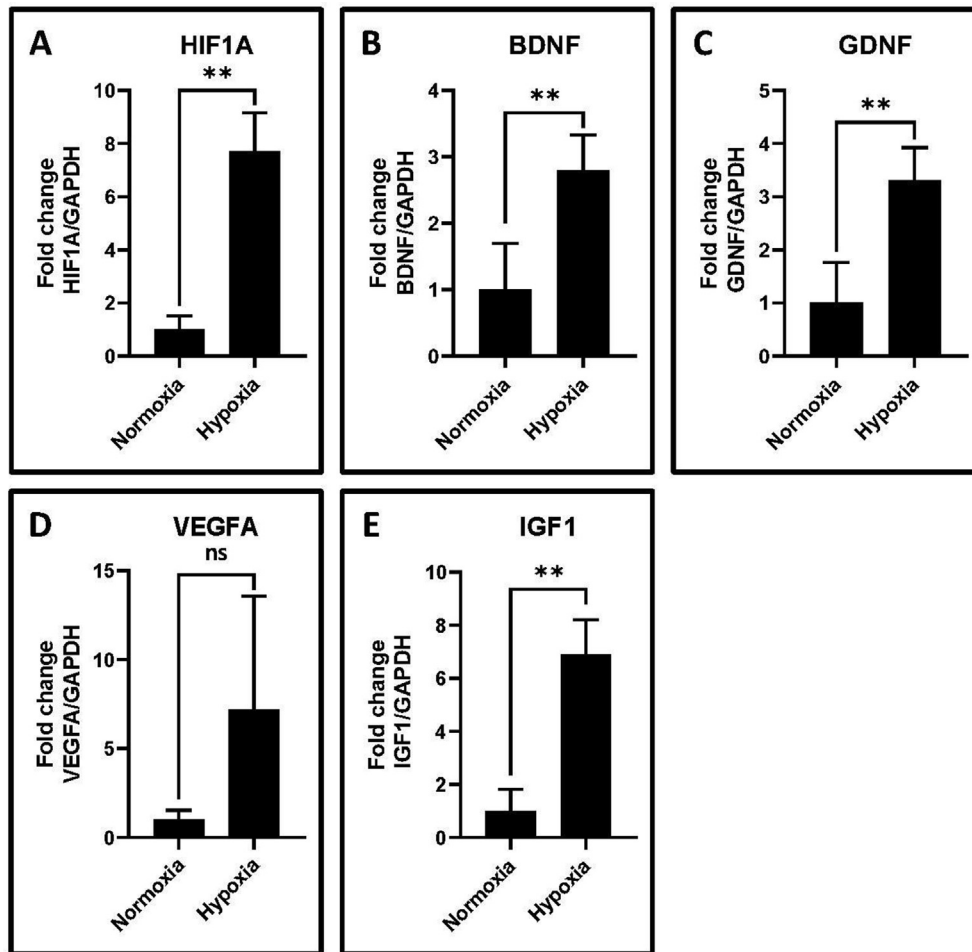 A
HIF1A
**
Fold change
HIF1A/GAPDH
10
8
6
4
2
0
Normoxia
Hypoxia
B
BDNF
**
Fold change
BDNF/GAPDH
4
3
2
1
0
Normoxia
Hypoxia
C
GDNF
**
Fold change
GDNF/GAPDH
5
4
3
2
1
0
Normoxia
Hypoxia
D
VEGFA
ns
Fold change
VEGFA/GAPDH
15
10
5
0
Normoxia
Hypoxia
E
IGF1
**
Fold change
IGF1/GAPDH
10
8
6
4
2
0
Normoxia
Hypoxia